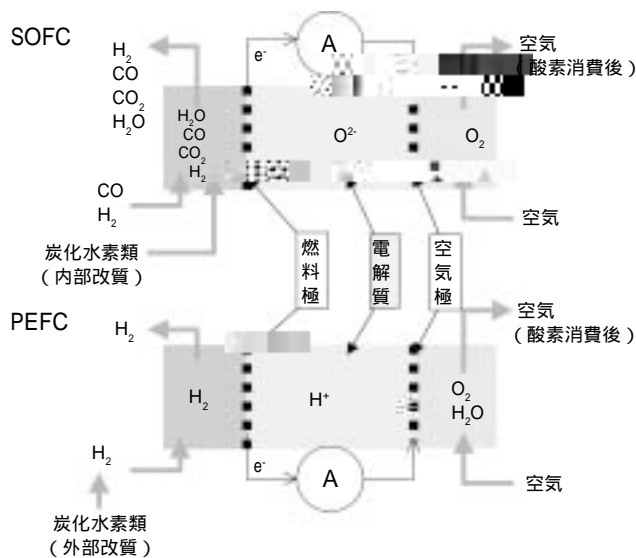 SOFC
H₂
CO
CO₂
H₂O
e⁻
A
空気
（酸素消費後）
H₂O
CO
CO₂
H₂
O²⁻
O₂
CO
H₂
空気
炭化水素類
（内部改質）
燃料極
電解質
空気極
PEFC
H₂
空気
（酸素消費後）
H₂
H⁺
O₂
H₂O
H₂
e⁻
A
空気
炭化水素類
（外部改質）